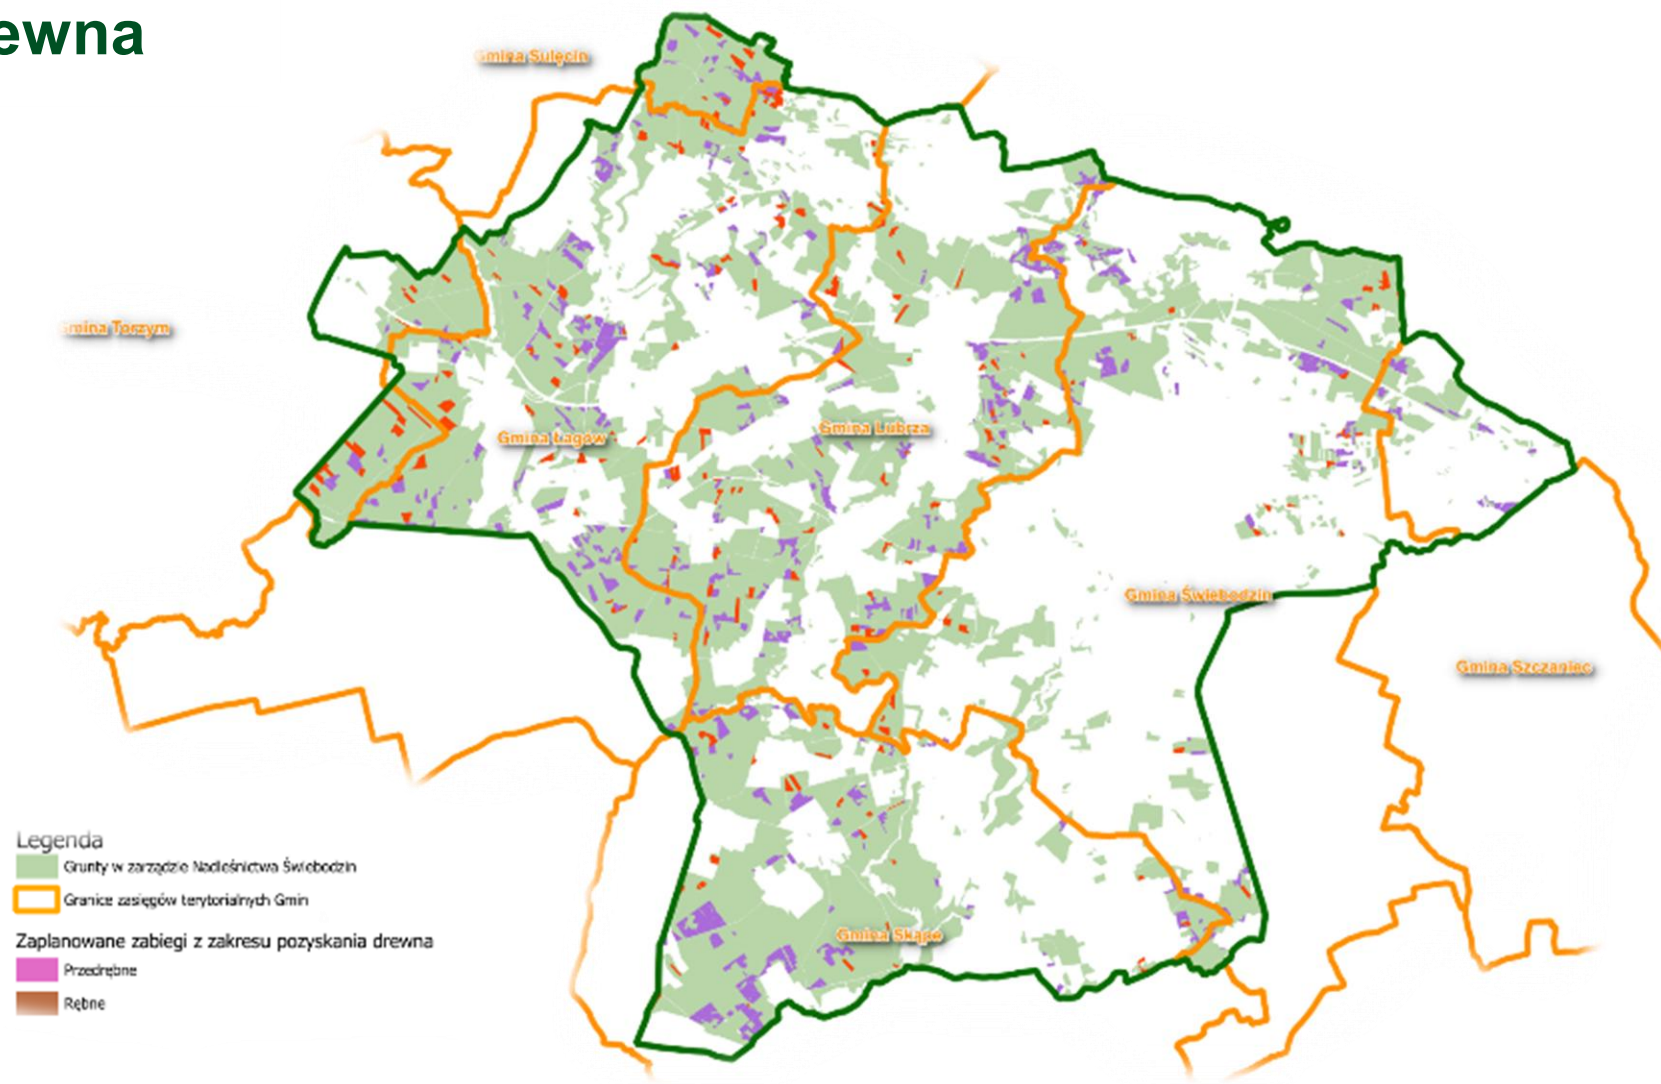 ewna
Gmina Sulęcin
Gmina Torzym
Gmina Łagów
Gmina Lubrza
Gmina Świebodzin
Gmina Szczaniec
Gmina Skąpe
Legenda
Grunty w zarządzie Nadleśnictwa Świebodzin
Granice zasięgów terytorialnych Gmin
Zaplanowane zabiegi z zakresu pozyskania drewna
Przedrębne
Rębne